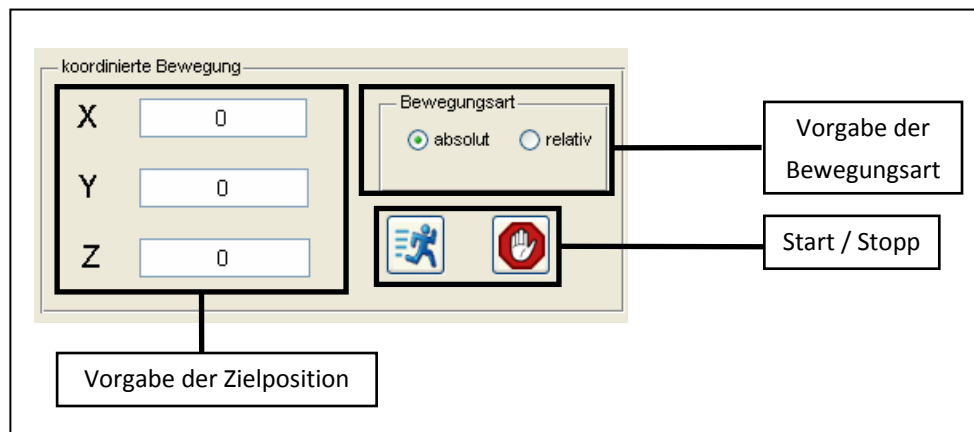 koordinierte Bewegung
X 0
Y 0
Z 0
Bewegungsart
absolut relativ
Vorgabe der
Bewegungsart
Start / Stopp
Vorgabe der Zielposition